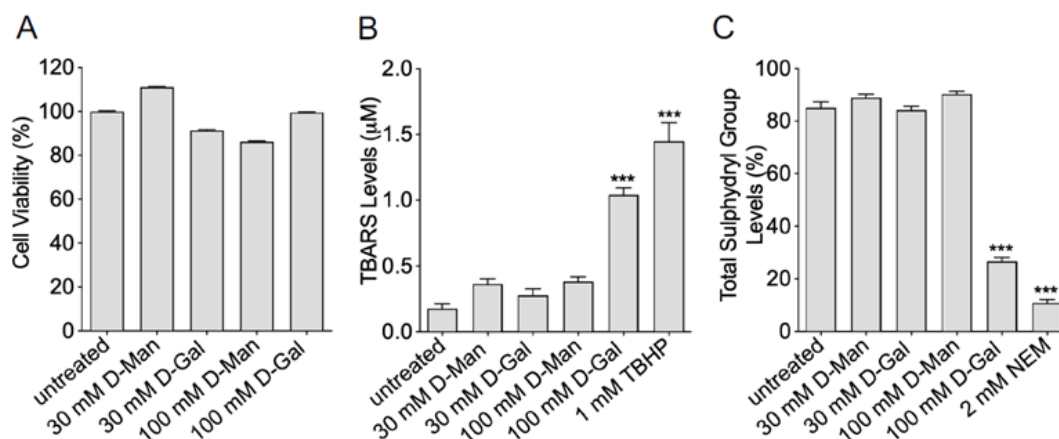 A
Cell Viability (%)
120
100
80
60
40
20
0
untreated
30 mM D-Man
30 mM D-Gal
100 mM D-Man
100 mM D-Gal
B
TBARS Levels (µM)
2.0
1.5
1.0
0.5
0.0
***
***
untreated
30 mM D-Man
30 mM D-Gal
100 mM D-Man
100 mM D-Gal
1 mM TBHP
C
Total Sulphydryl Group
Levels (%)
100
80
60
40
20
0
***
***
untreated
30 mM D-Man
30 mM D-Gal
100 mM D-Man
100 mM D-Gal
2 mM NEM